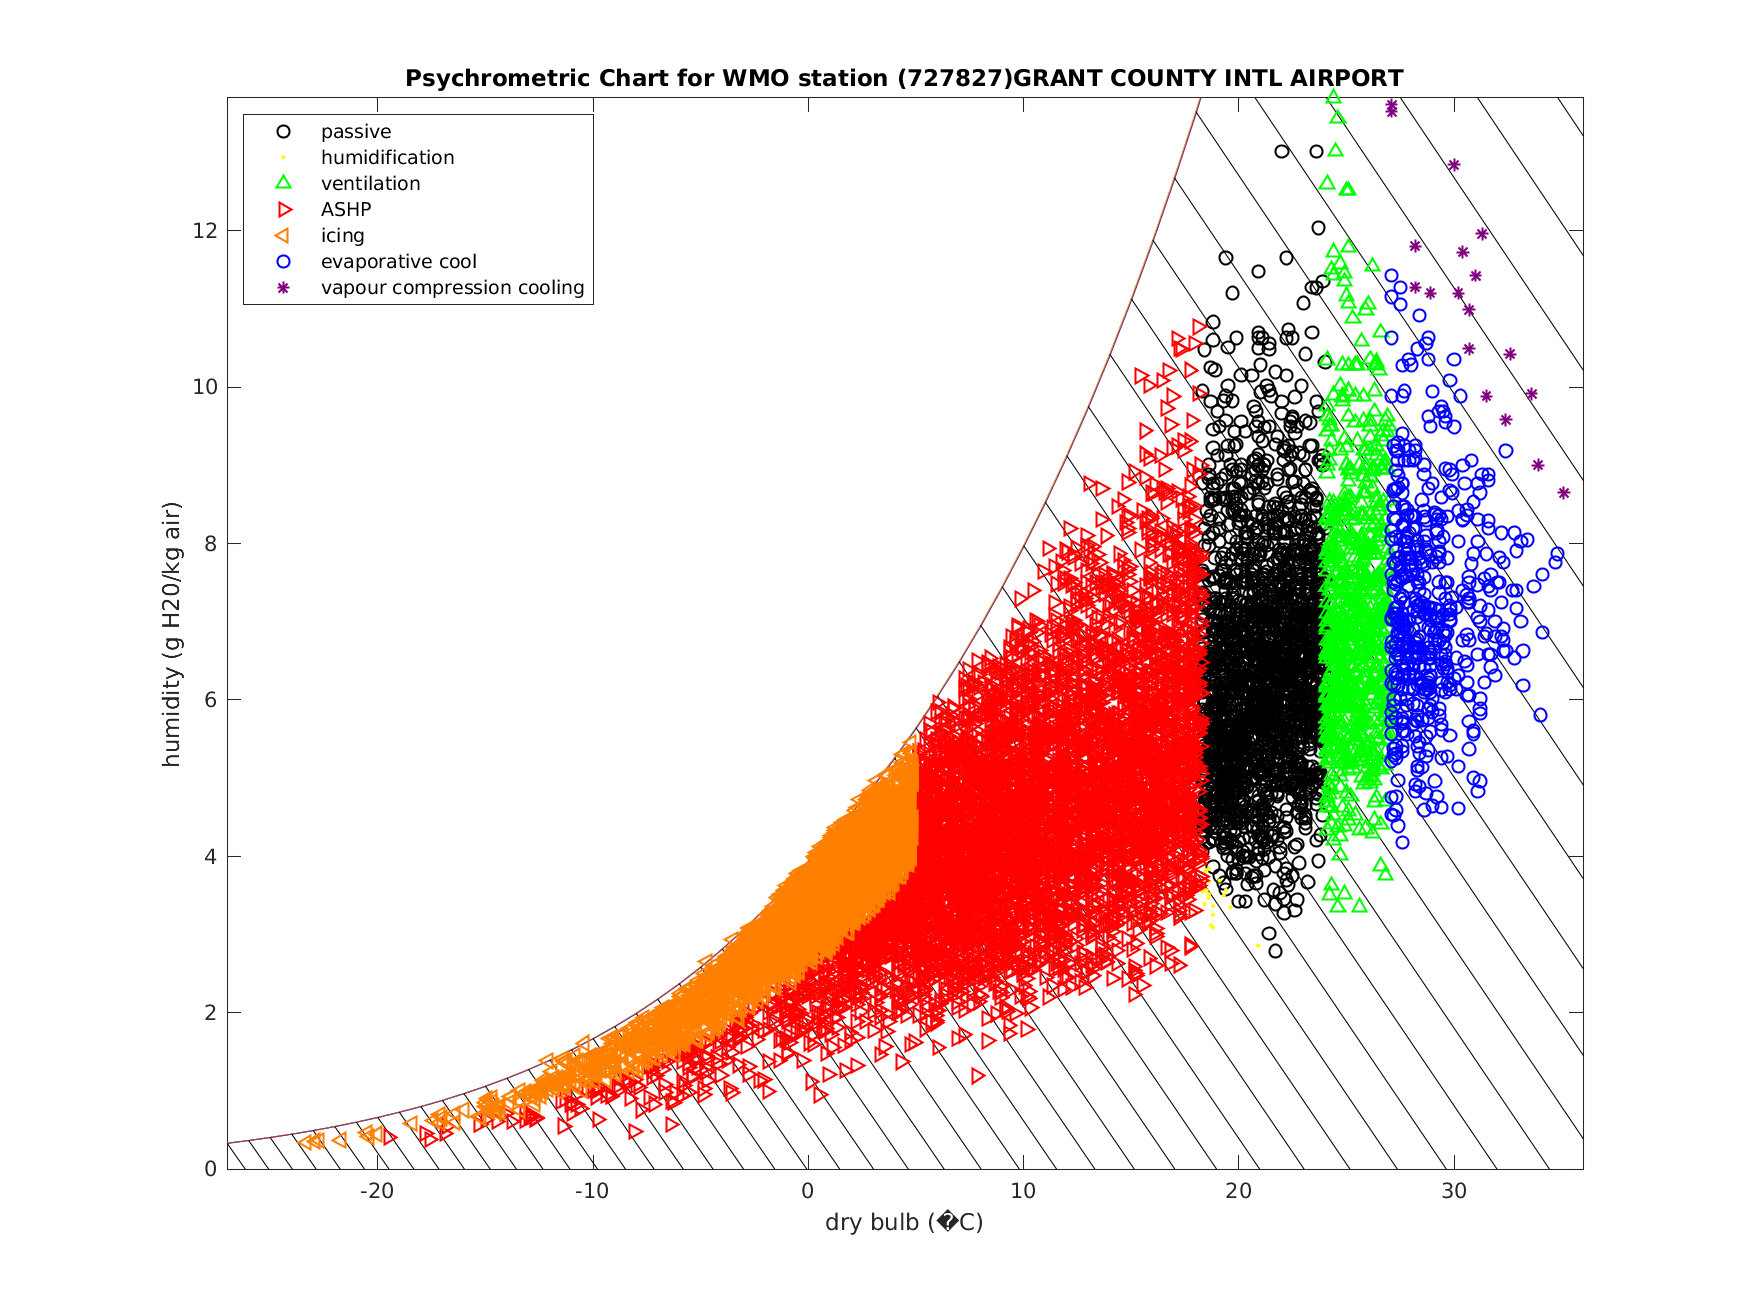 Psychrometric Chart for WMO station (727827)GRANT COUNTY INTL AIRPORT
passive
humidification
ventilation
ASHP
icing
evaporative cool
vapour compression cooling
humidity (g H20/kg air)
12
10
8
6
4
2
0
-20 -10 0 10 20 30
dry bulb (�C)